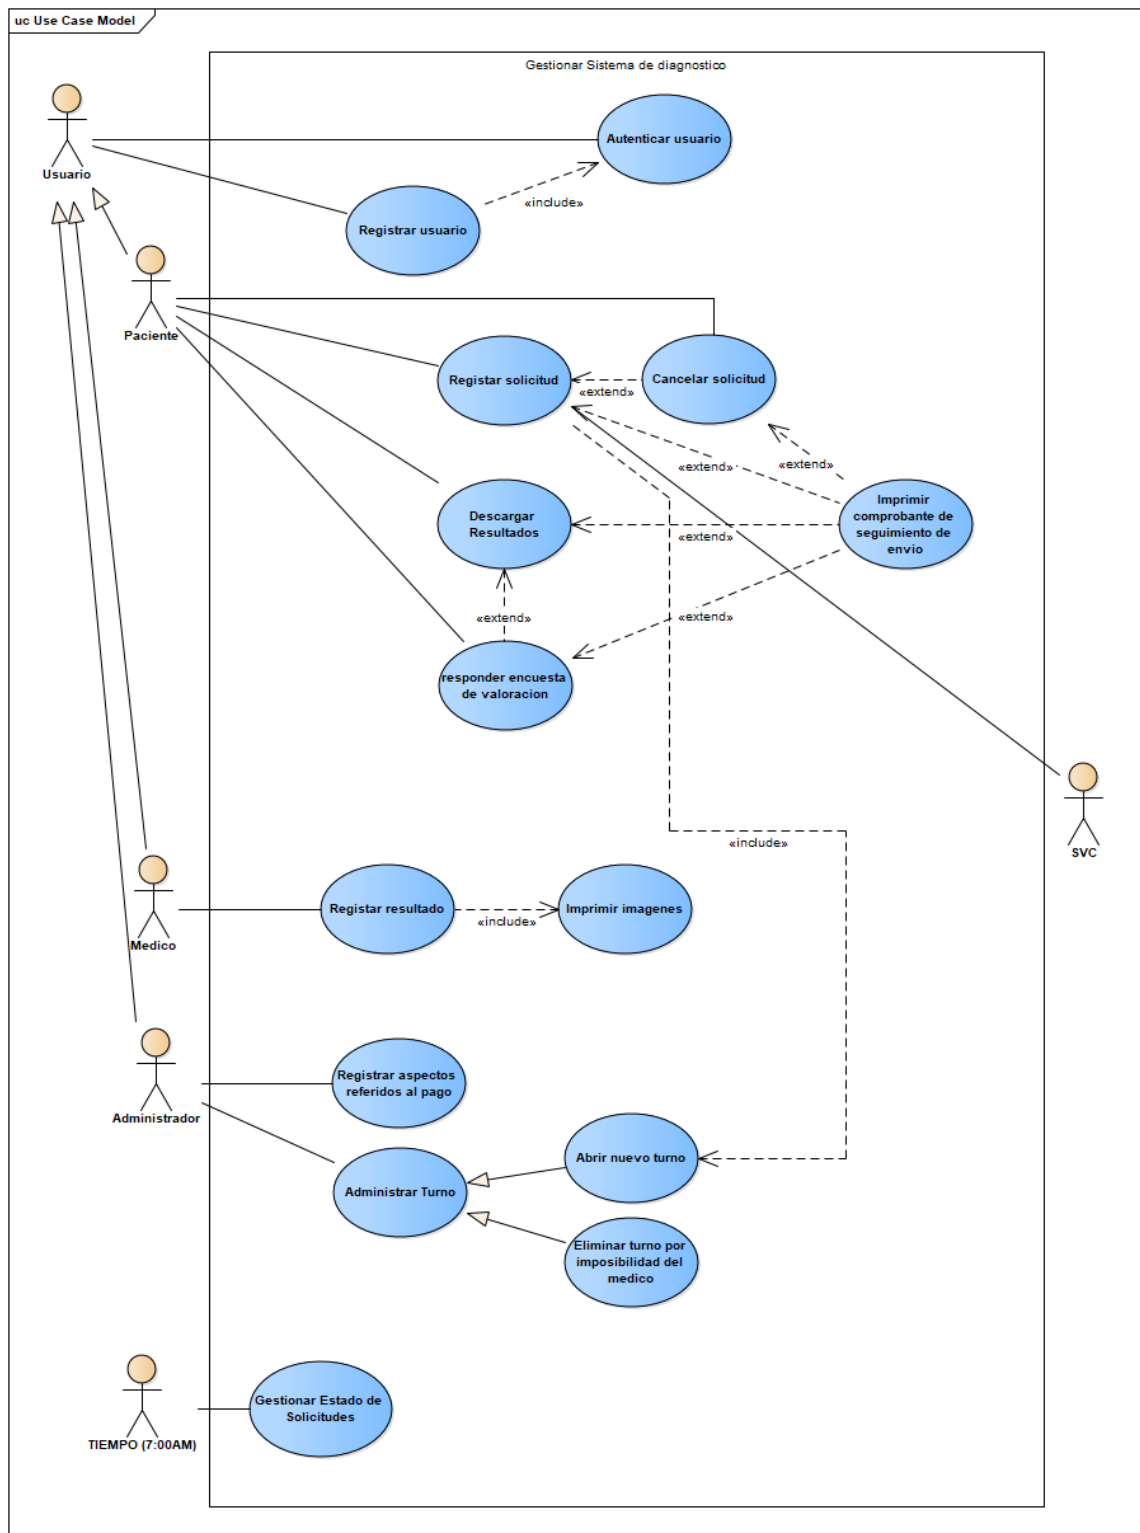 uc Use Case Model
Gestionar Sistema de diagnostico
Usuario
Autenticar usuario
«include»
Registrar usuario
Paciente
Registar solicitud
«extend»
Cancelar solicitud
«extend»
«extend»
Imprimir
comprobante de
seguimiento de
envio
Descargar
Resultados
«extend»
«extend»
«extend»
responder encuesta
de valoracion
SVC
«include»
Medico
Registar resultado
«include»
Imprimir imagenes
Administrador
Registrar aspectos
referidos al pago
Abrir nuevo turno
Administrar Turno
Eliminar turno por
imposibilidad del
medico
TIEMPO (7:00AM)
Gestionar Estado de
Solicitudes